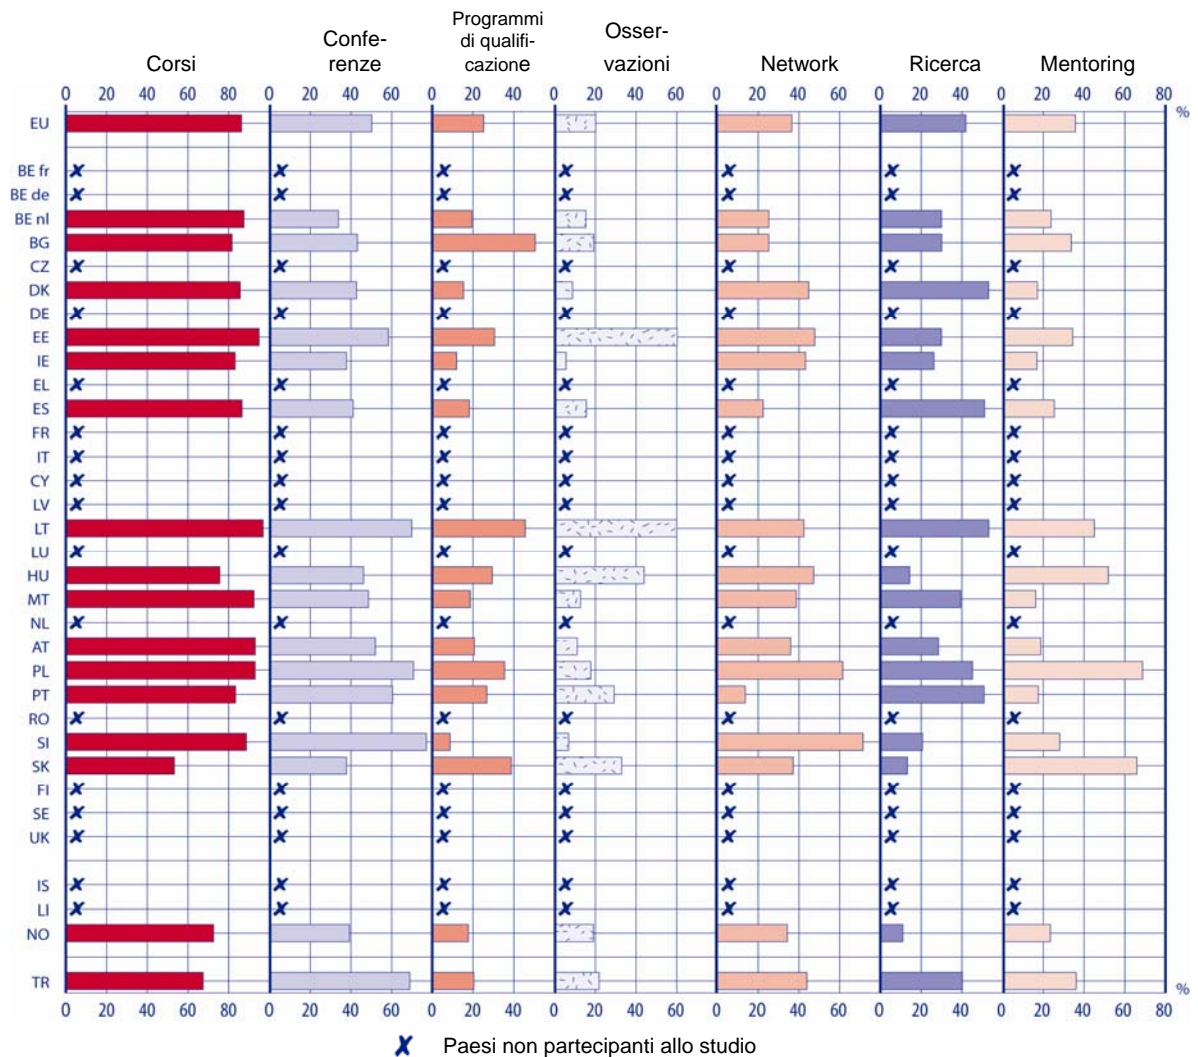 Corsi Confe-
renze Programmi
di qualifi-
cazione Osser-
vazioni Network Ricerca Mentoring
0 20 40 60 80 0 20 40 60 0 20 40 0 20 40 60 0 20 40 60 0 20 40 0 20 40 60 80
%
EU
BE fr
BE de
BE nl
BG
CZ
DK
DE
EE
IE
EL
ES
FR
IT
CY
LV
LT
LU
HU
MT
NL
AT
PL
PT
RO
SI
SK
FI
SE
UK
IS
LI
NO
TR
%
0 20 40 60 80 0 20 40 60 0 20 40 0 20 40 60 0 20 40 60 0 20 40 0 20 40 60 80
✘ Paesi non partecipanti allo studio